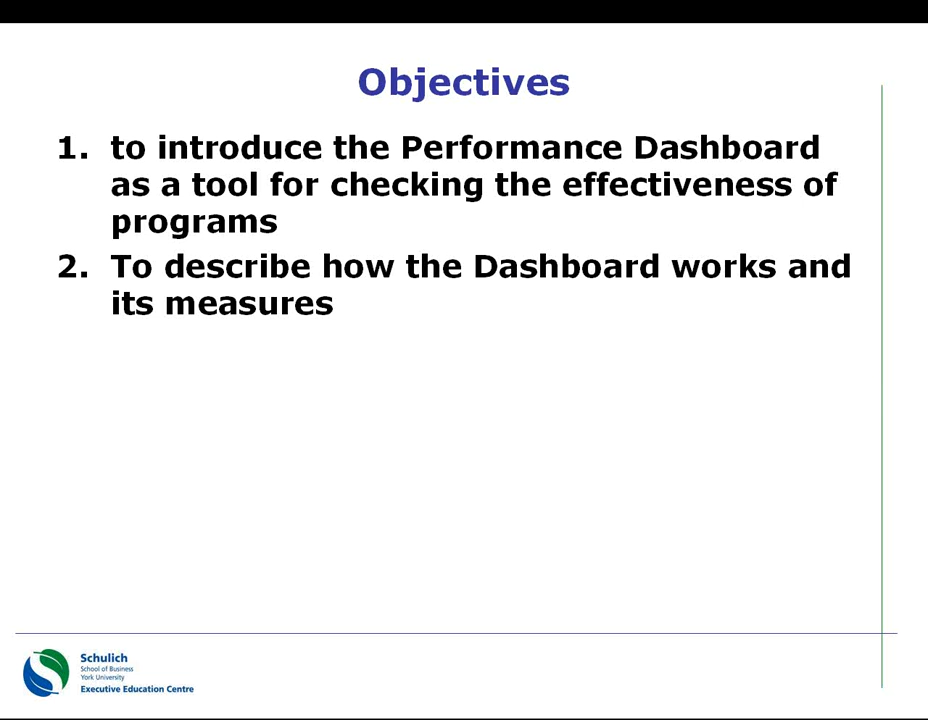 Objectives
1. to introduce the Performance Dashboard
as a tool for checking the effectiveness of
programs
2. To describe how the Dashboard works and
its measures
Schulich
School of Business
York University
Executive Education Centre